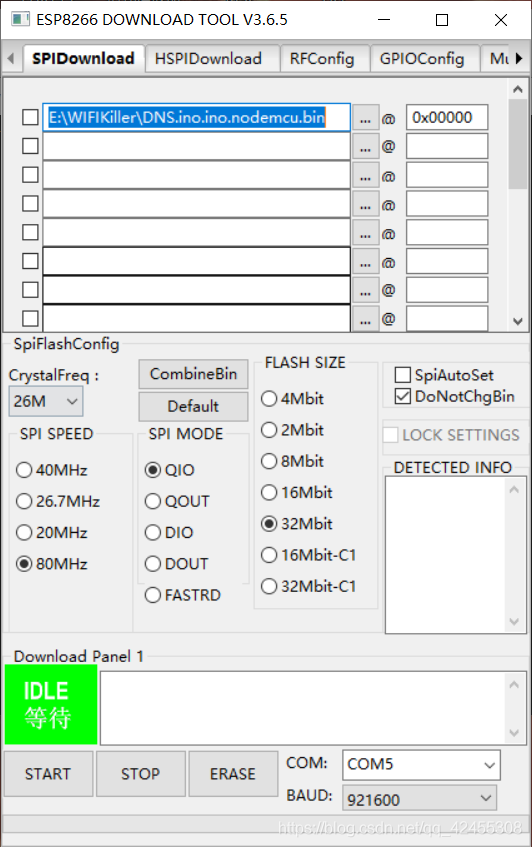 ESP8266 DOWNLOAD TOOL V3.6.5
SPIDownload HSPIDownload RFConfig GPIOConfig Mu
E:\WIFIKiller\DNS.ino.ino.nodemcu.bin ... @ 0x00000
... @
... @
... @
... @
... @
... @
... @
SpiFlashConfig
CrystalFreq :
26M
CombineBin
Default
SPI SPEED
40MHz
26.7MHz
20MHz
80MHz
SPI MODE
QIO
QOUT
DIO
DOUT
FASTRD
FLASH SIZE
4Mbit
2Mbit
8Mbit
16Mbit
32Mbit
16Mbit-C1
32Mbit-C1
SpiAutoSet
DoNotChgBin
LOCK SETTINGS
DETECTED INFO
Download Panel 1
IDLE
等待
START STOP ERASE
COM: COM5
BAUD: 921600
https://blog.csdn.net/qq_42455308